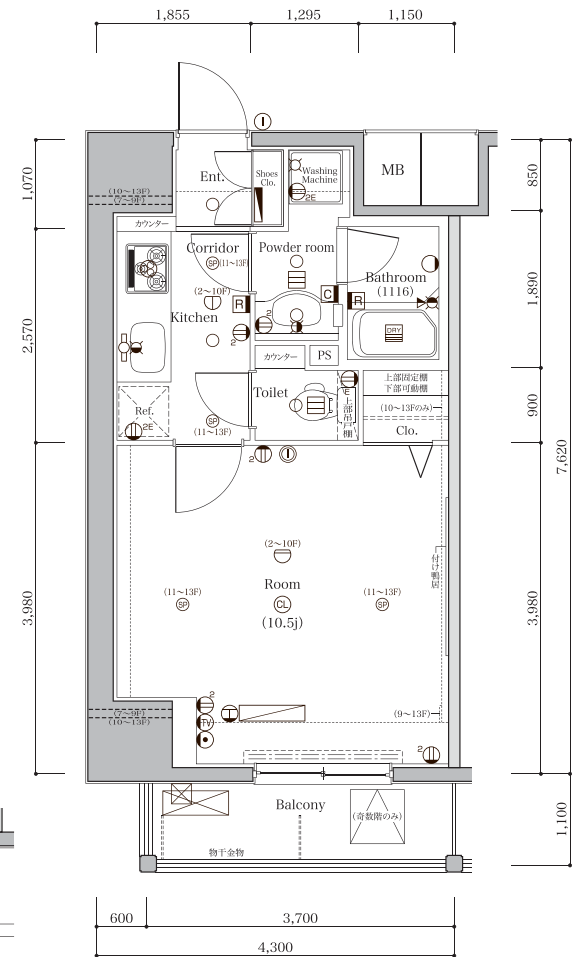 1,855
1,295
1,150
1,070
2,570
3,980
850
1,890
900
3,980
7,620
1,100
MB
Ent.
Shoes
Clo.
Washing
Machine
2E
(10〜13F)
(7〜9F)
カウンター
Corridor
SP
(11〜13F)
Powder room
Bathroom
(1116)
(2〜10F)
R
C
R
Kitchen
2
2
DRY
カウンター
PS
Toilet
上部吊戸棚
上部固定棚
下部可動棚
(10〜13Fのみ)
Clo.
Ref.
2E
SP
(11〜13F)
2
(2〜10F)
Room
CL
(10.5j)
(11〜13F)
SP
(11〜13F)
SP
付け鴨居
2
TV
(9〜13F)
(7〜9F)
(10〜13F)
2
Balcony
(奇数階のみ)
物干金物
600
3,700
4,300